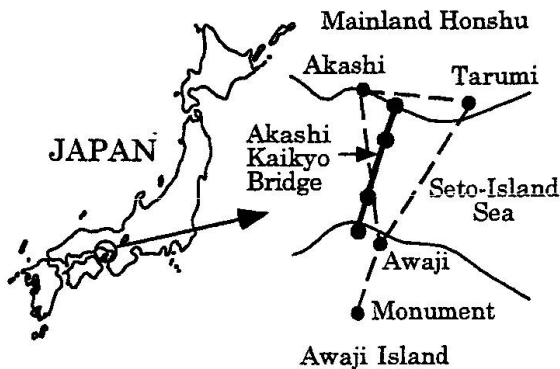 Mainland Honshu
Akashi
Tarumi
JAPAN
Akashi
Kaikyo
Bridge
Seto-Island
Sea
Awaji
Monument
Awaji Island